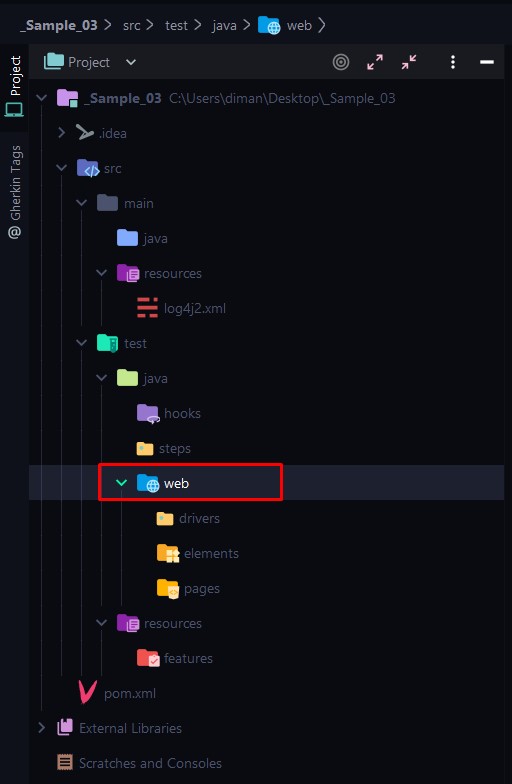 _Sample_03 > src > test > java > web >
Project
Project
Gherkin Tags
_Sample_03 C:\Users\diman\Desktop\_Sample_03
.idea
src
main
java
resources
log4j2.xml
test
java
hooks
steps
web
drivers
elements
pages
resources
features
pom.xml
External Libraries
Scratches and Consoles